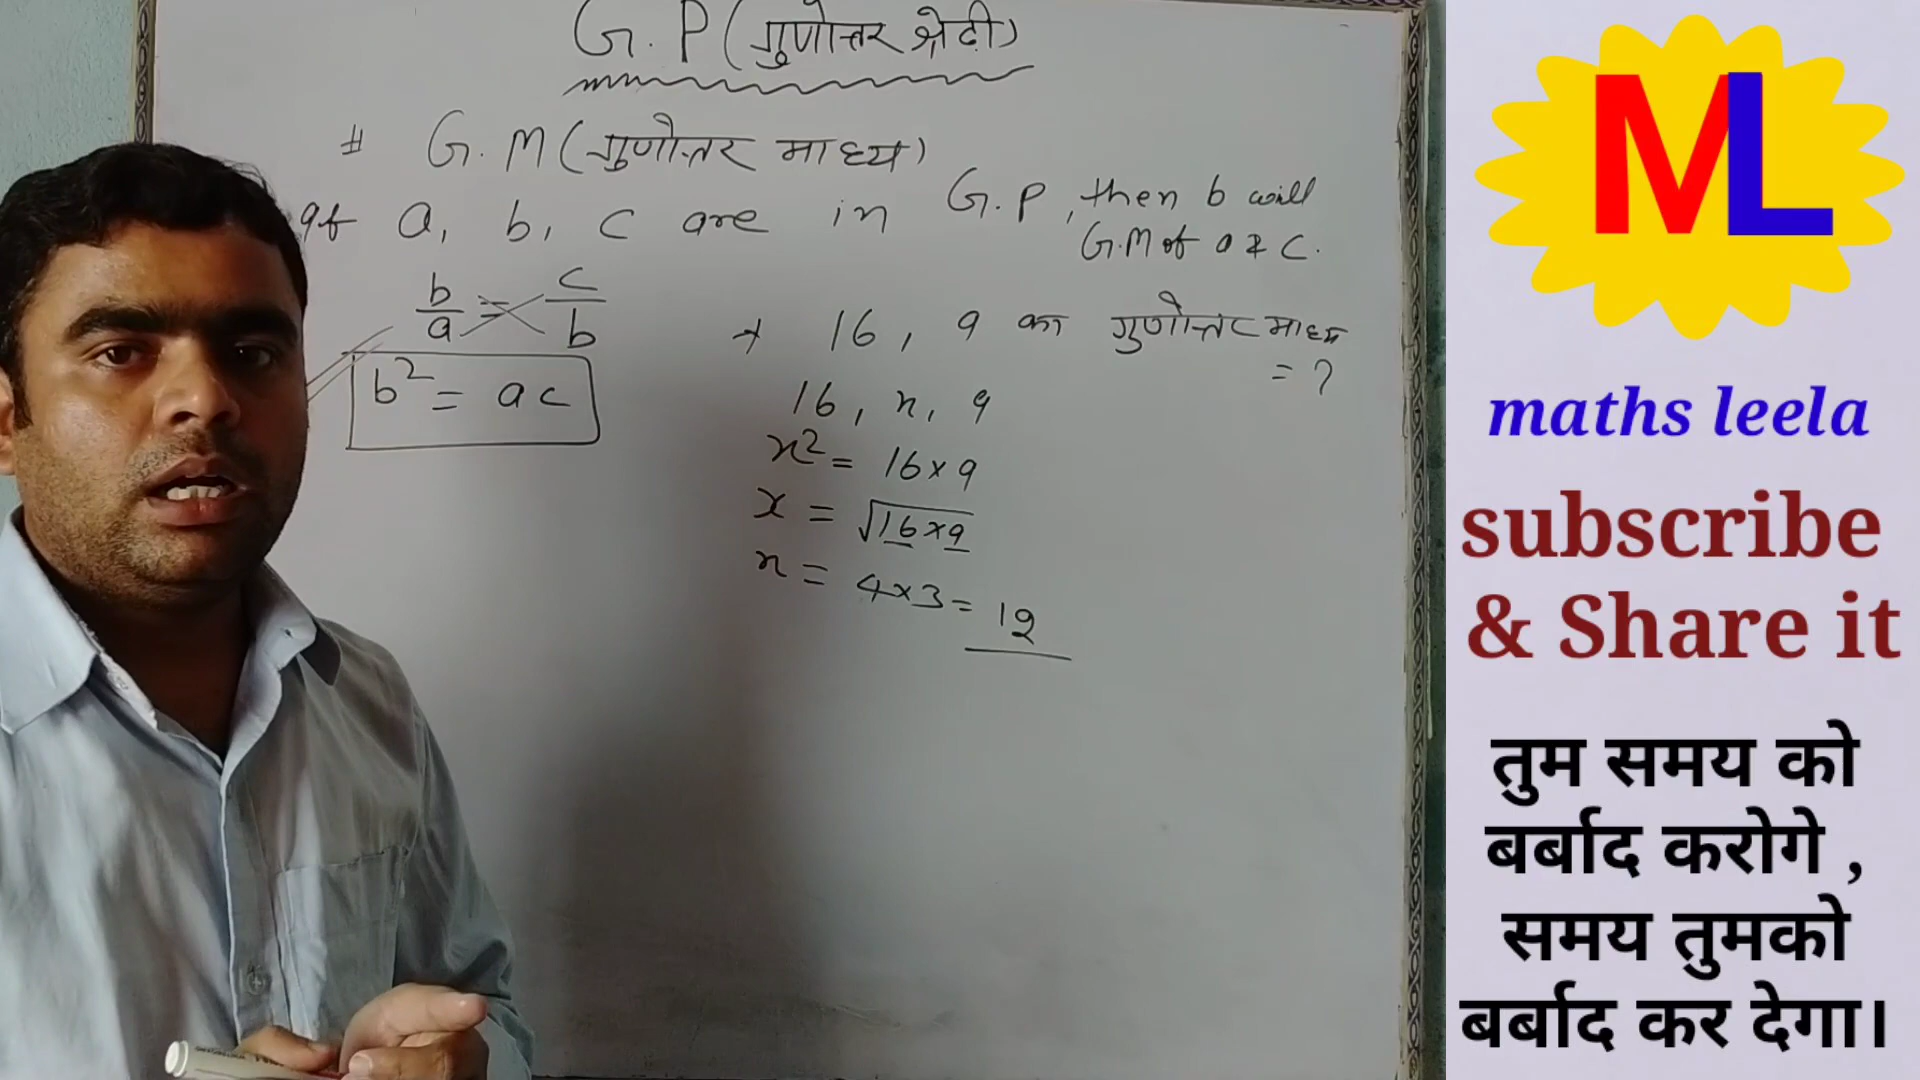 G.P (गुणोत्तर श्रेढी)
# G.M (गुणोत्तर माध्य)
If a, b, c are in G.P, then b will
G.M of a & c.
b/a = c/b
b² = ac
→ 16, 9 का गुणोत्तर माध्य
= ?
16, x, 9
x² = 16×9
x = √16×9
x = 4×3 = 12
ML
maths leela
subscribe
& Share it
तुम समय को
बर्बाद करोगे ,
समय तुमको
बर्बाद कर देगा।